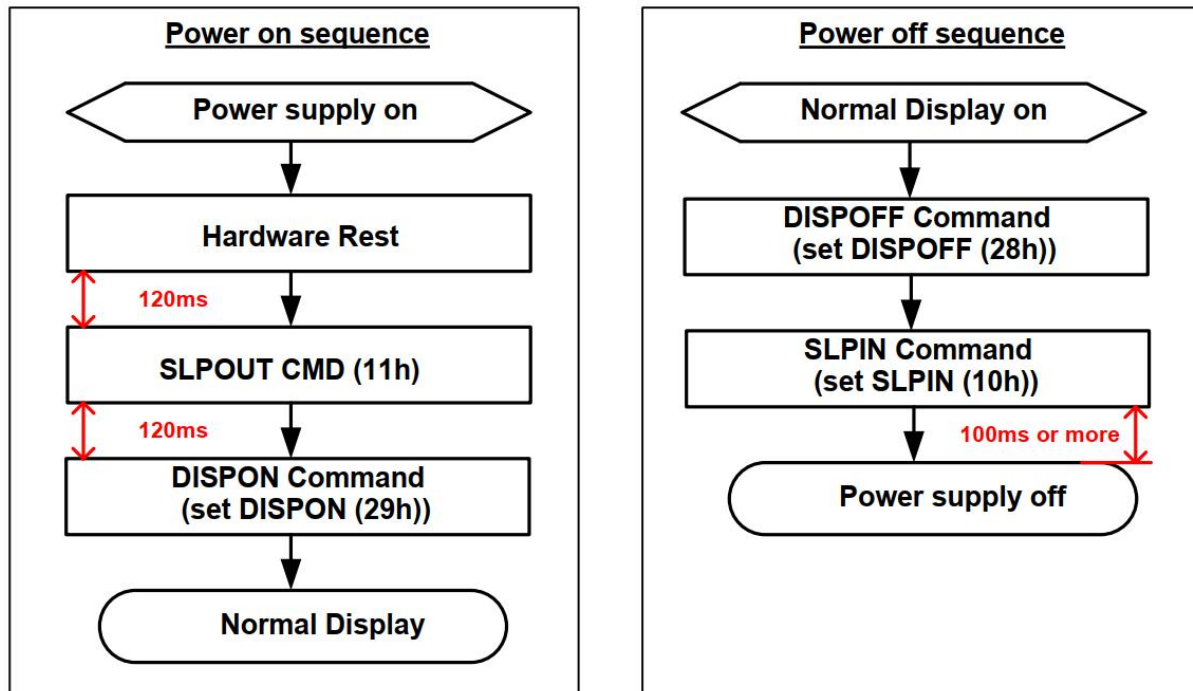 Power on sequence
Power supply on
Hardware Rest
120ms
SLPOUT CMD (11h)
120ms
DISPON Command
(set DISPON (29h))
Normal Display
Power off sequence
Normal Display on
DISPOFF Command
(set DISPOFF (28h))
SLPIN Command
(set SLPIN (10h))
100ms or more
Power supply off